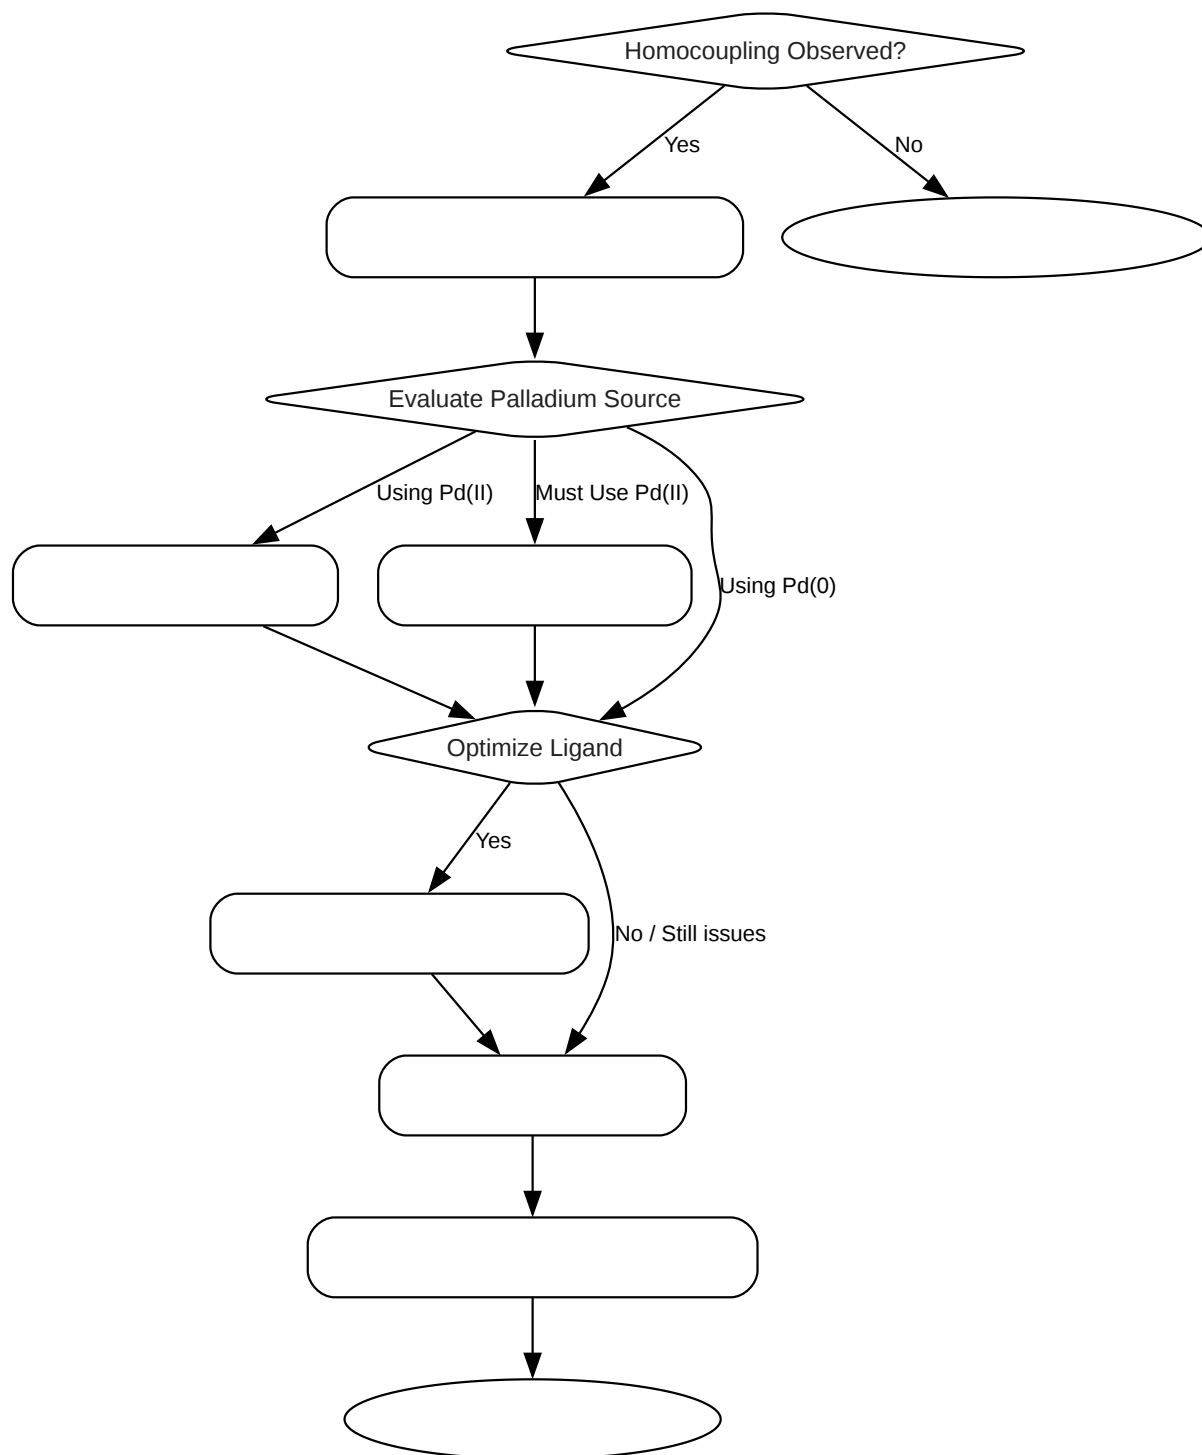 Homocoupling Observed?
Yes
No
Evaluate Palladium Source
Using Pd(II)
Must Use Pd(II)
Using Pd(0)
Optimize Ligand
Yes
No / Still issues